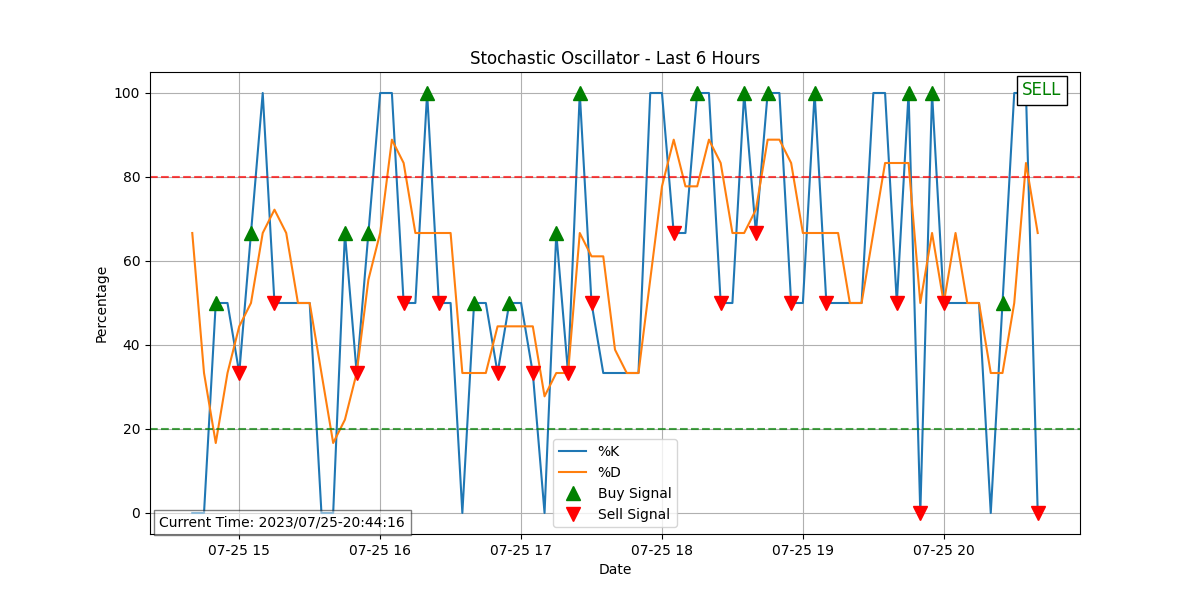 Stochastic Oscillator - Last 6 Hours
SELL
100
80
60
40
20
0
Percentage
%K
%D
Buy Signal
Sell Signal
Current Time: 2023/07/25-20:44:16
07-25 15
07-25 16
07-25 17
07-25 18
07-25 19
07-25 20
Date